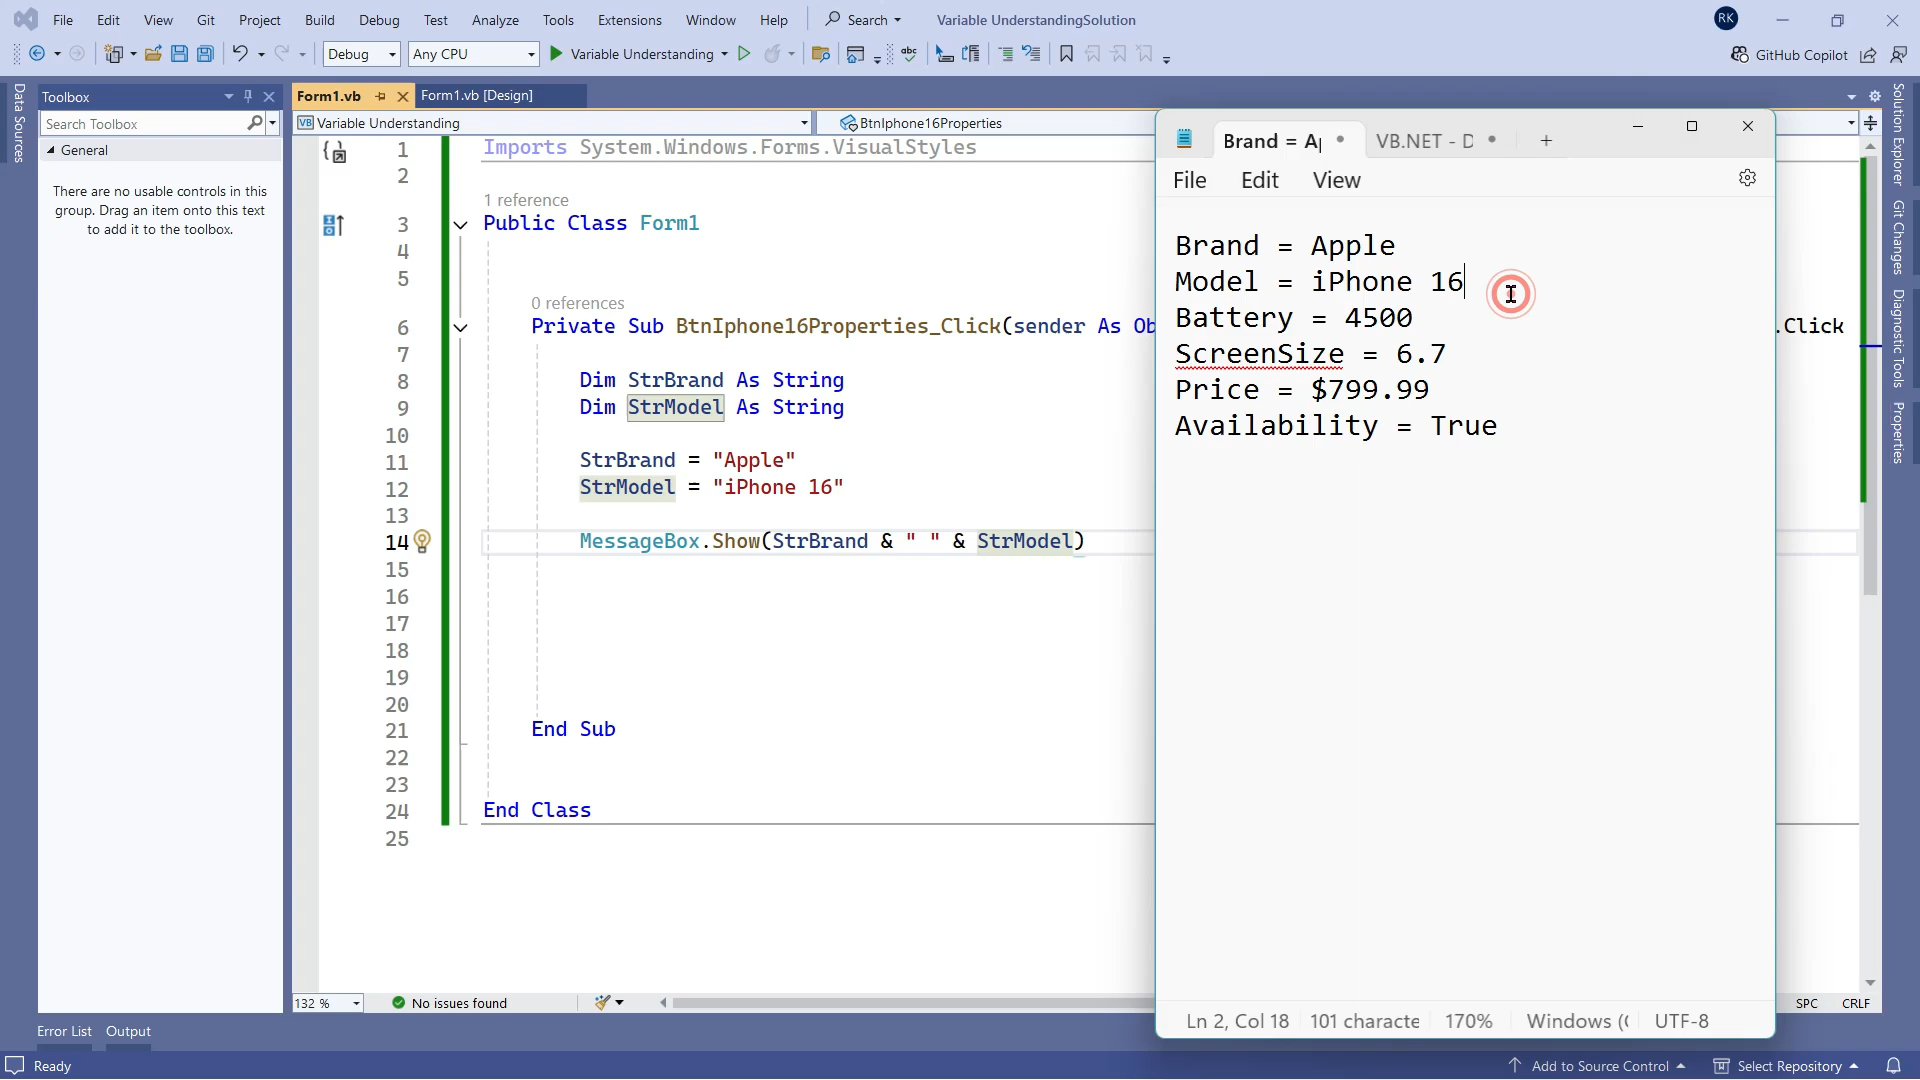 File Edit View Git Project Build Debug Test Analyze Tools Extensions Window Help Search Variable UnderstandingSolution RK
Debug Any CPU Variable Understanding GitHub Copilot
Data Sources
Toolbox
Search Toolbox
General
There are no usable controls in this
group. Drag an item onto this text
to add it to the toolbox.
Form1.vb Form1.vb [Design]
VB Variable Understanding BtnIphone16Properties
1 Imports System.Windows.Forms.VisualStyles
2
1 reference
3 Public Class Form1
4
5
0 references
6 Private Sub BtnIphone16Properties_Click(sender As Ob .Click
7
8 Dim StrBrand As String
9 Dim StrModel As String
10
11 StrBrand = "Apple"
12 StrModel = "iPhone 16"
13
14 MessageBox.Show(StrBrand & " " & StrModel)
15
16
17
18
19
20
21 End Sub
22
23
24 End Class
25
132 % No issues found SPC CRLF
Brand = Ap VB.NET - D
File Edit View
Brand = Apple
Model = iPhone 16
Battery = 4500
ScreenSize = 6.7
Price = $799.99
Availability = True
Ln 2, Col 18 101 characte 170% Windows (C UTF-8
Solution Explorer
Git Changes
Diagnostic Tools
Properties
Error List Output
Ready Add to Source Control Select Repository